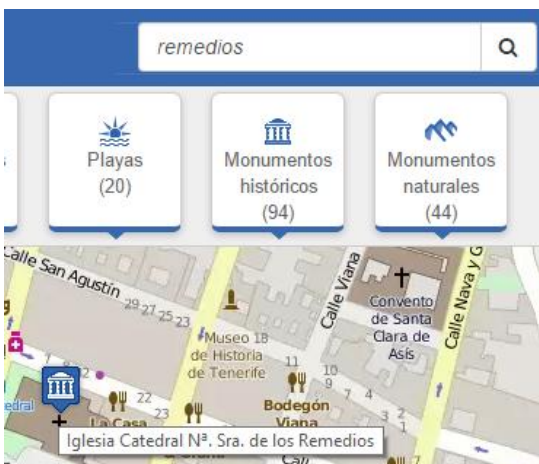 remedios
s
Playas
(20)
Monumentos
históricos
(94)
Monumentos
naturales
(44)
Calle San Agustín
29 27 25 23
Calle Viana
Calle Nava y G
Convento
de Santa
Clara de
Asís
Museo 18
de Historia
de Tenerife
11
10
9
7
4
3
2
1
22
23
edral
La Casa
Bodegón
Viana
Iglesia Catedral Nª. Sra. de los Remedios
7